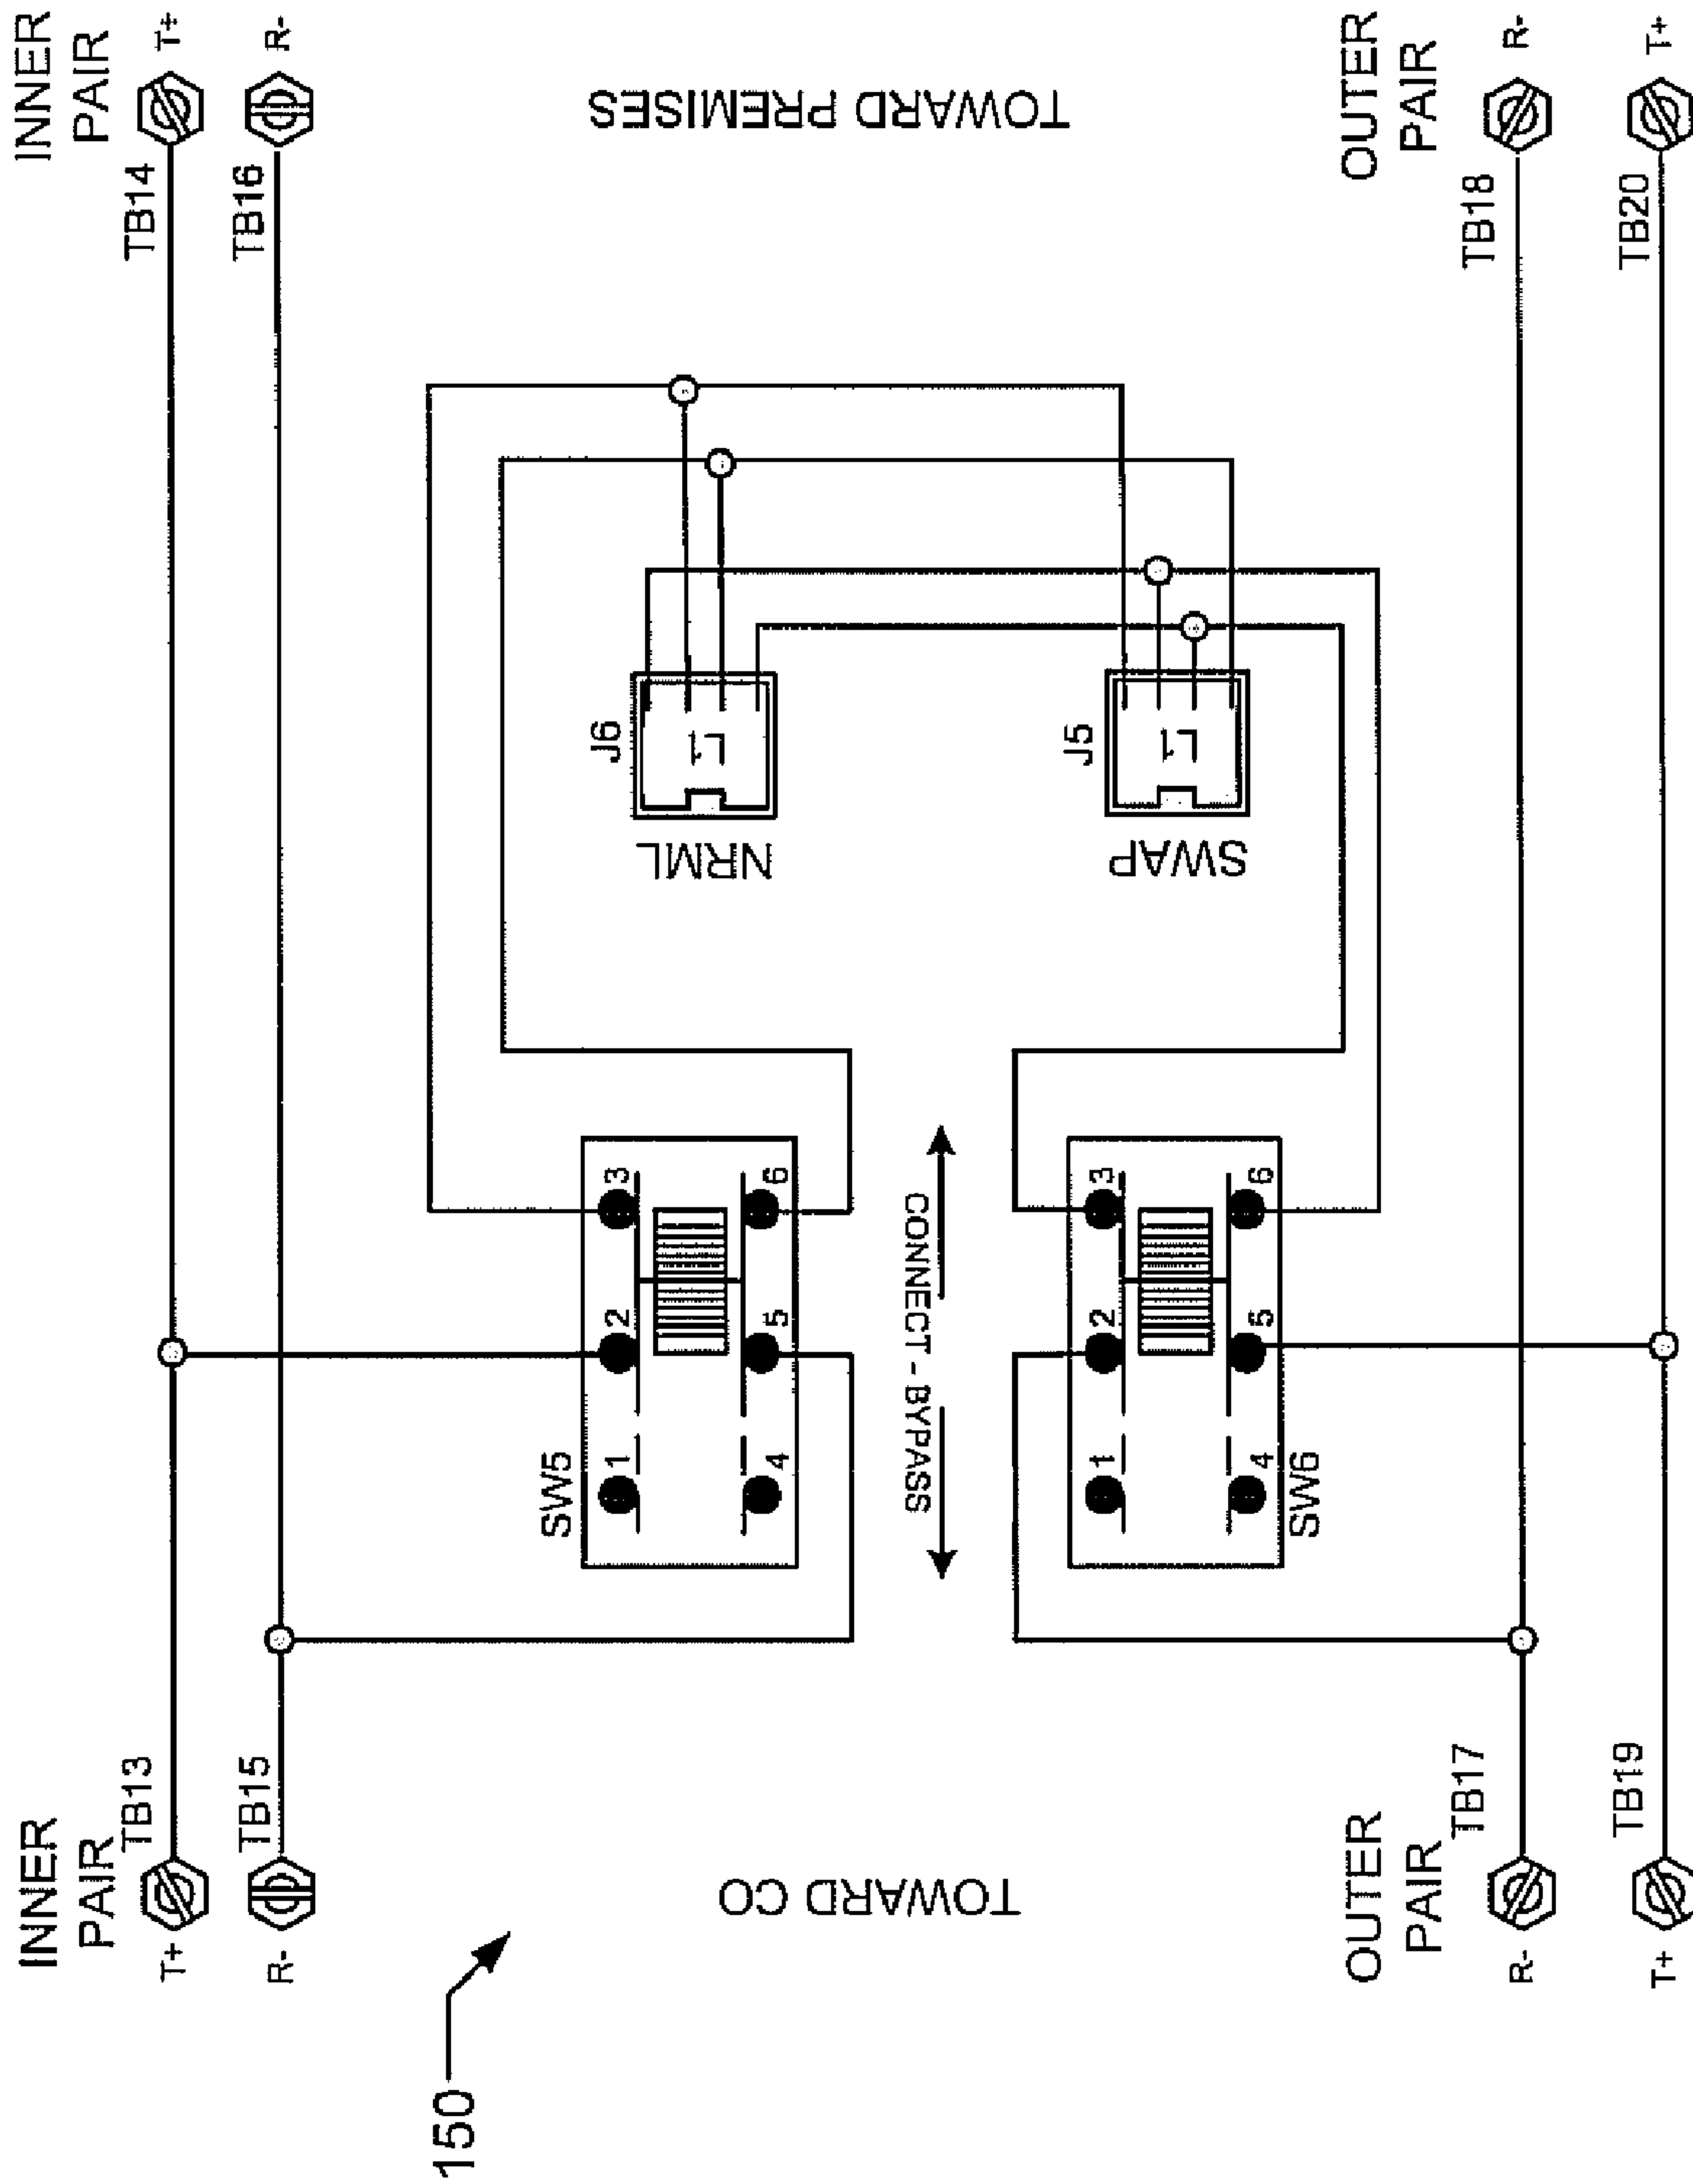 INNER
PAIR
T+
R-
TB14
TB16
TOWARD PREMISES
OUTER
PAIR
R-
T+
TB18
TB20
J6
L1
NRML
J5
L1
SWAP
3
2
1
6
5
4
SW5
CONNECT - BYPASS
3
2
1
6
5
4
SW6
INNER
PAIR
TB13
TB15
T+
R-
TOWARD CO
OUTER
PAIR
TB17
TB19
R-
T+
150